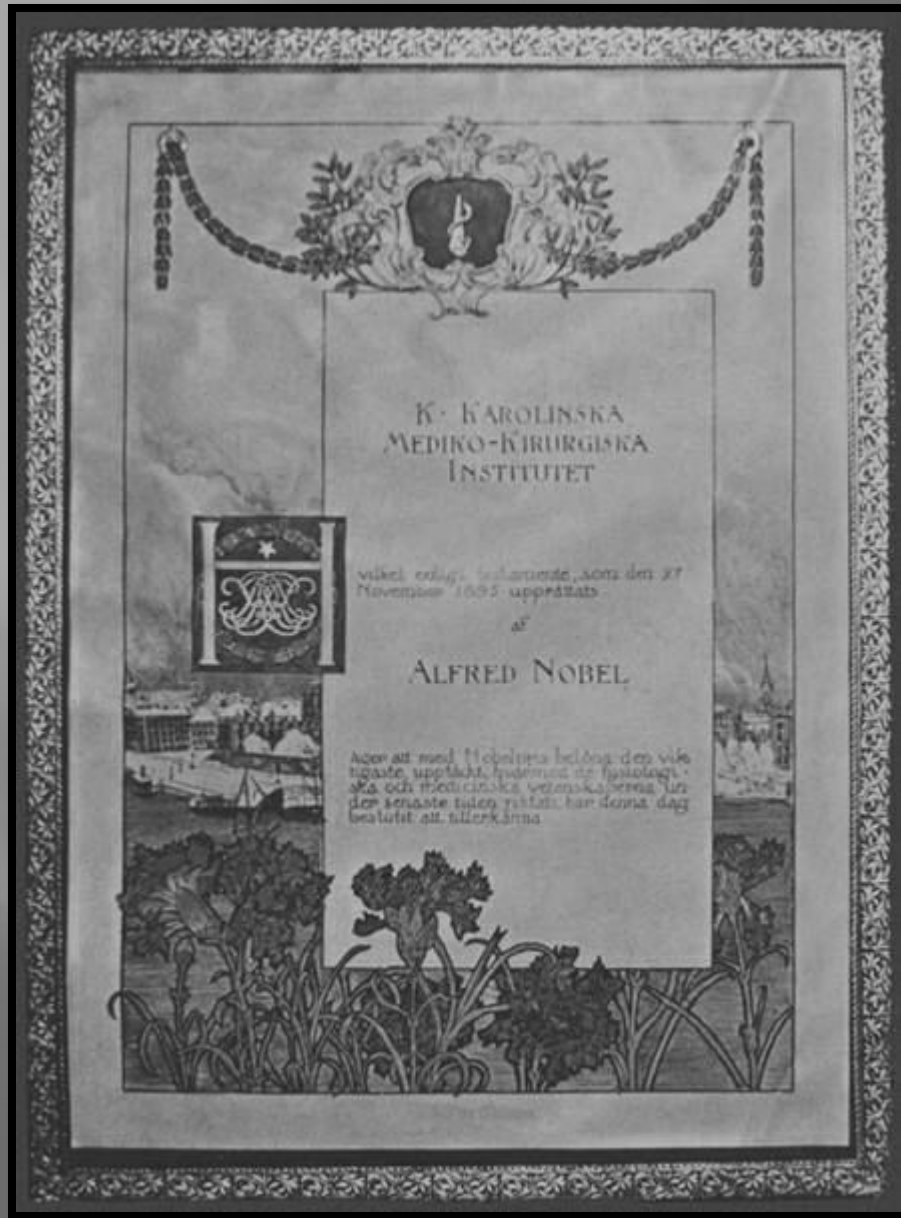 K· KAROLINSKA
MEDIKO-KIRURGISKA
INSTITUTET
H
vilket enligt testamente, som den 27
November 1895 upprättats
af
ALFRED NOBEL
äger att med Nobelpris belöna den vik
tigaste upptäckt, hvarmed de fysiologi-
ska och medicinska vetenskaperna un
der senaste tiden riktats har denna dag
beslutit att tillerkänna